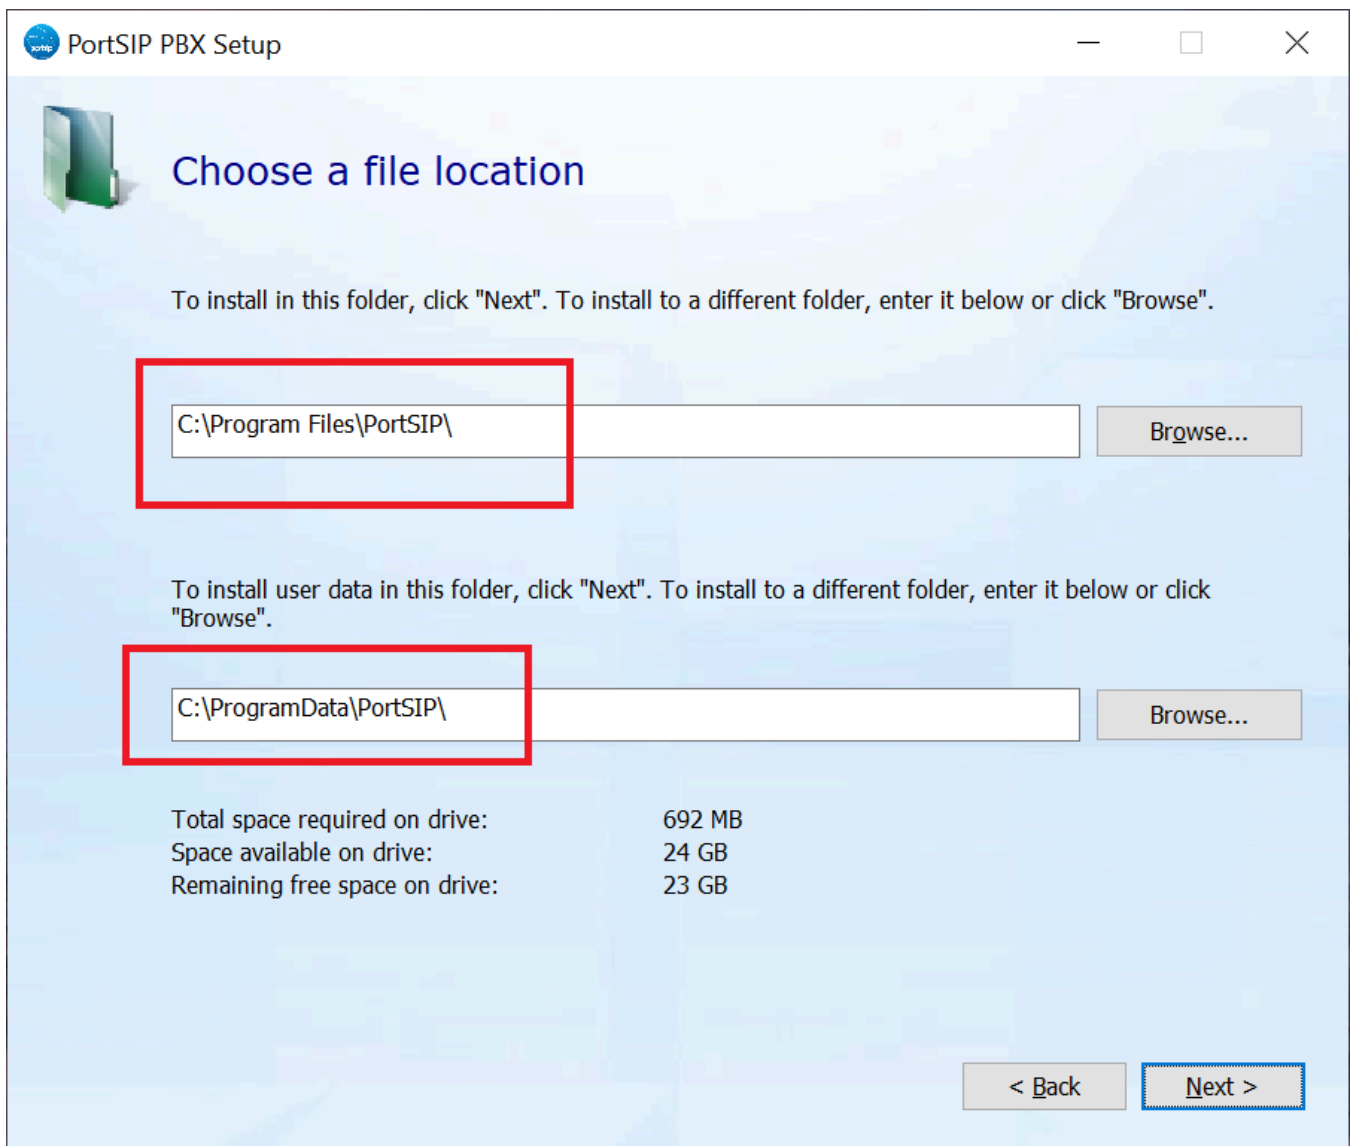 PortSIP PBX Setup
Choose a file location
To install in this folder, click "Next". To install to a different folder, enter it below or click "Browse".
C:\Program Files\PortSIP\
Browse...
To install user data in this folder, click "Next". To install to a different folder, enter it below or click
"Browse".
C:\ProgramData\PortSIP\
Browse...
Total space required on drive: 692 MB
Space available on drive: 24 GB
Remaining free space on drive: 23 GB
< Back Next >